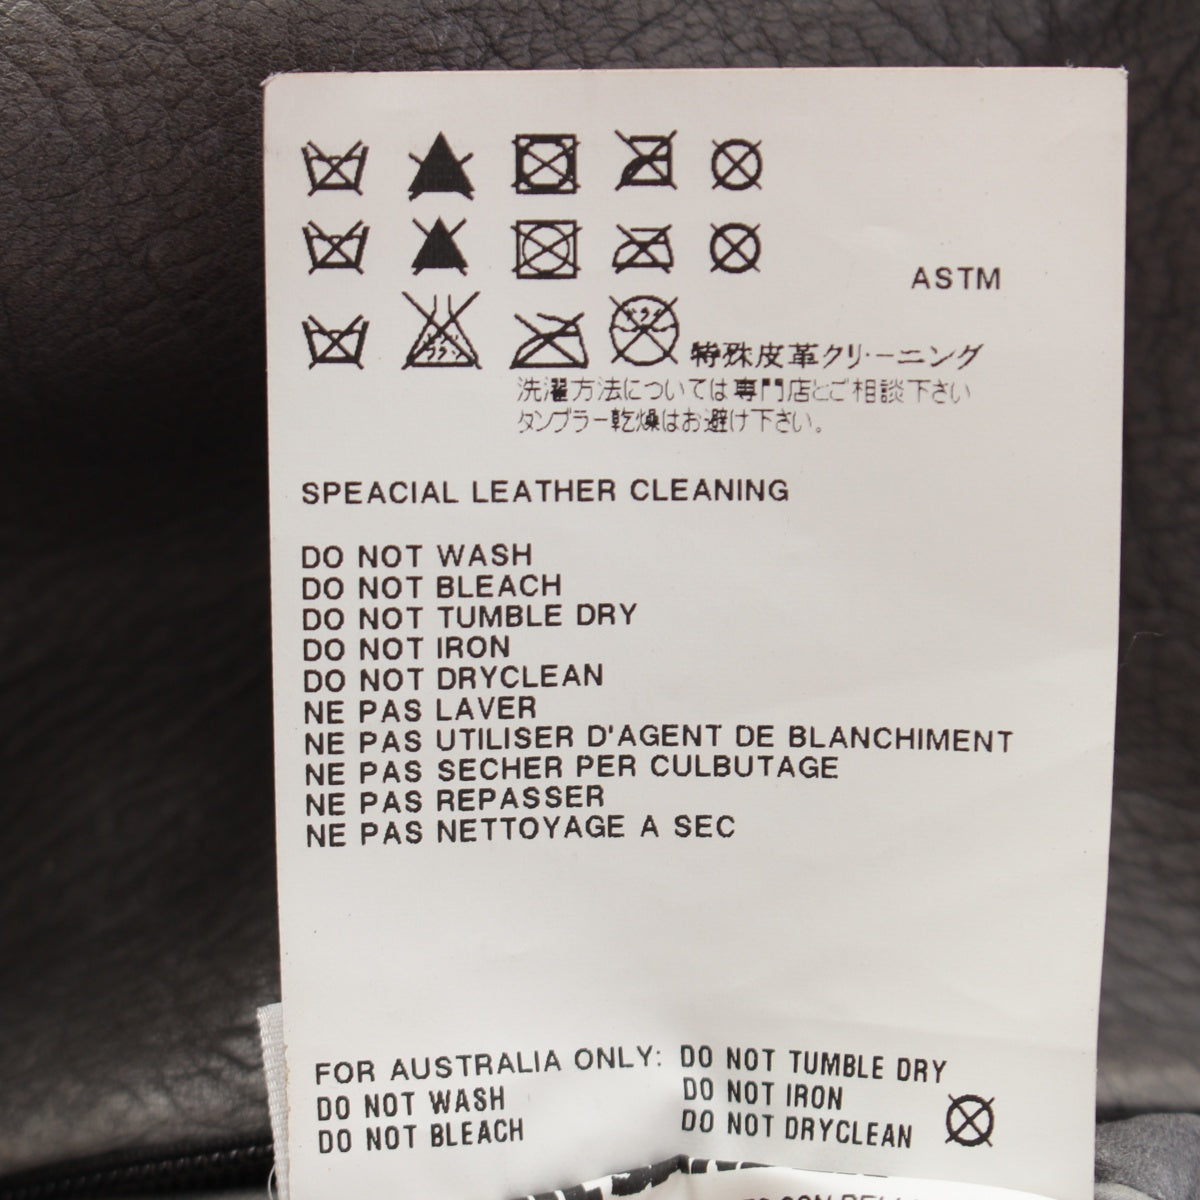 ASTM
特殊皮革クリーニング
洗濯方法については専門店とご相談下さい
タンブラー乾燥はお避け下さい。
SPEACIAL LEATHER CLEANING
DO NOT WASH
DO NOT BLEACH
DO NOT TUMBLE DRY
DO NOT IRON
DO NOT DRYCLEAN
NE PAS LAVER
NE PAS UTILISER D'AGENT DE BLANCHIMENT
NE PAS SECHER PER CULBUTAGE
NE PAS REPASSER
NE PAS NETTOYAGE A SEC
FOR AUSTRALIA ONLY:
DO NOT WASH
DO NOT BLEACH
DO NOT TUMBLE DRY
DO NOT IRON
DO NOT DRYCLEAN
CON